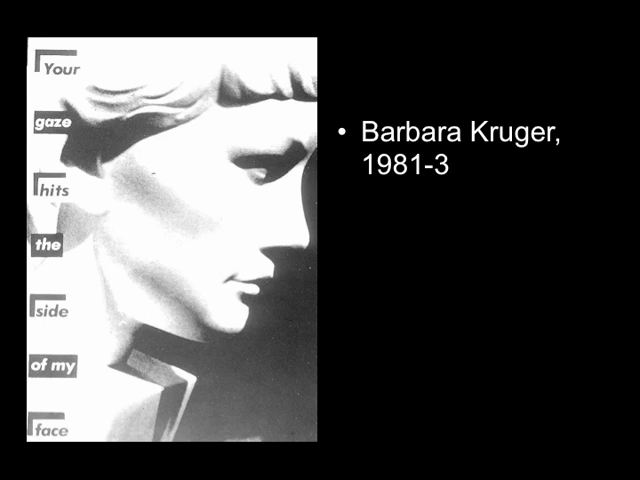 Your
gaze
hits
the
side
of my
face
• Barbara Kruger,
1981-3